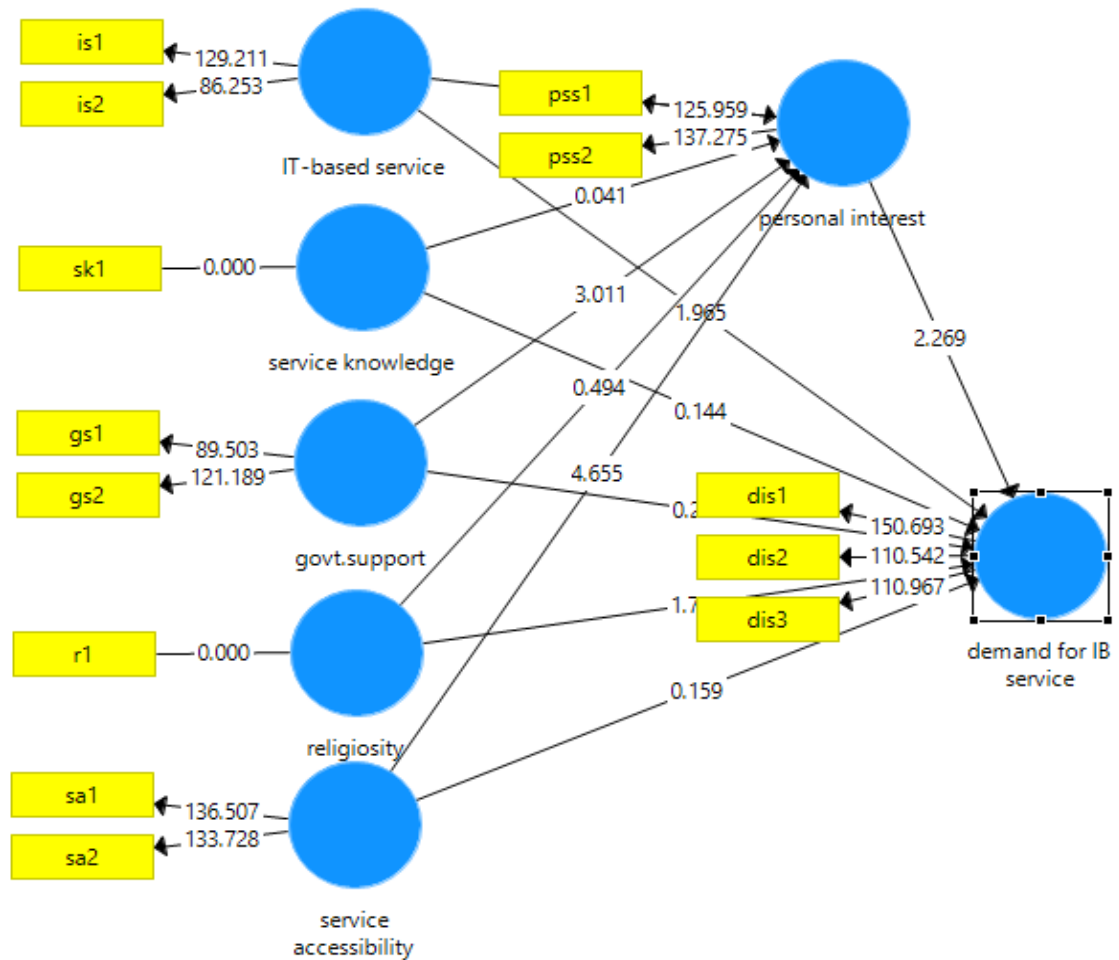 is1
129.211
is2
86.253
IT-based service
pss1
125.959
pss2
137.275
personal interest
0.041
sk1
0.000
service knowledge
3.011
1.965
2.269
0.494
0.144
gs1
89.503
gs2
121.189
govt.support
4.655
dis1
150.693
dis2
110.542
dis3
110.967
demand for IB
service
r1
0.000
religiosity
0.159
sa1
136.507
sa2
133.728
service
accessibility